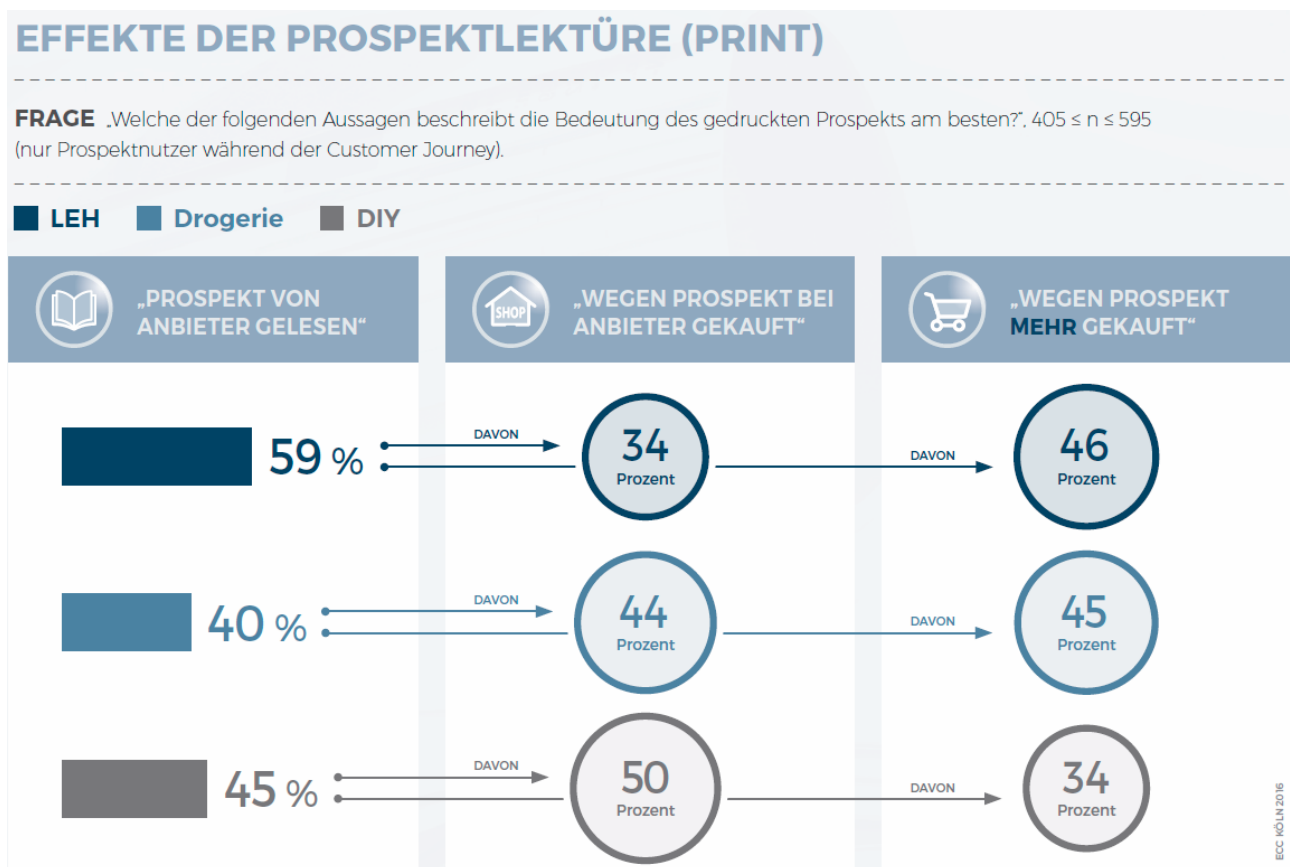 EFFEKTE DER PROSPEKTLEKTÜRE (PRINT)
FRAGE „Welche der folgenden Aussagen beschreibt die Bedeutung des gedruckten Prospekts am besten?“, 405 ≤ n ≤ 595
(nur Prospektnutzer während der Customer Journey).
LEH Drogerie DIY
„PROSPEKT VON
ANBIETER GELESEN“
SHOP
„WEGEN PROSPEKT BEI
ANBIETER GEKAUFT“
„WEGEN PROSPEKT
MEHR GEKAUFT“
59 %
DAVON
34
Prozent
DAVON
46
Prozent
40 %
DAVON
44
Prozent
DAVON
45
Prozent
45 %
DAVON
50
Prozent
DAVON
34
Prozent
ECC KÖLN 2016